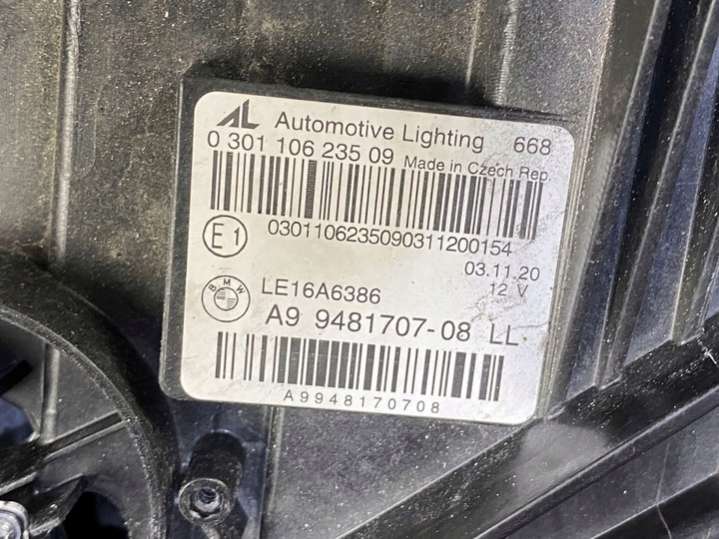 AL Automotive Lighting 668
0 301 106 235 09 Made in Czech Rep.
0301106235090311200154
E1
03.11.20
12 V
BMW
LE16A6386
A9 9481707-08 LL
A9948170708